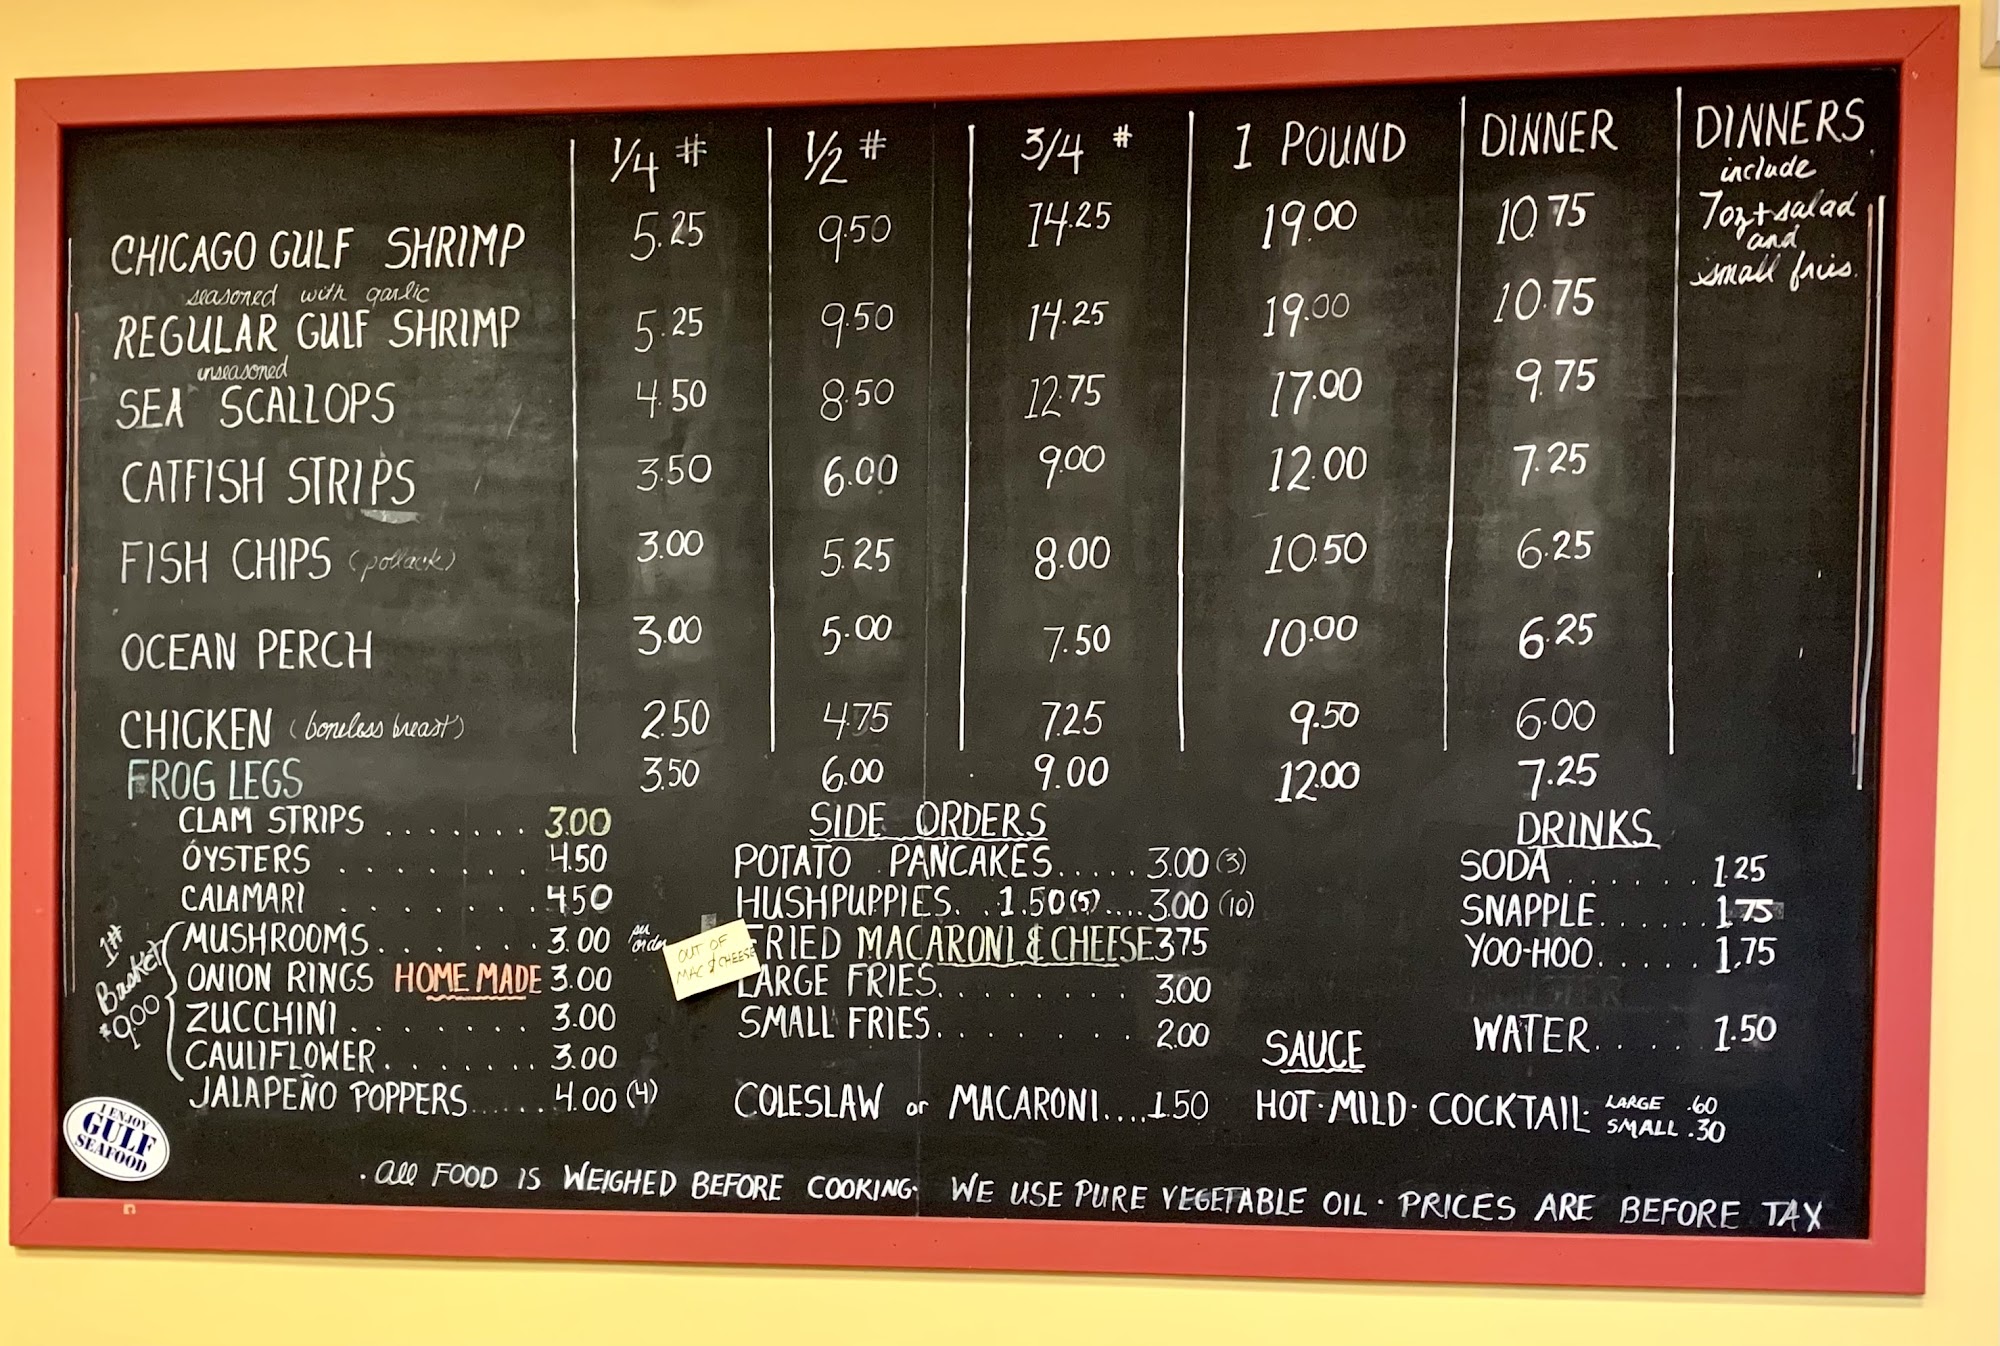 1/4 # 1/2 # 3/4 # 1 POUND DINNER DINNERS
include
7oz + salad
and
small fries.
CHICAGO GULF SHRIMP 5.25 9.50 14.25 19.00 10.75
seasoned with garlic
REGULAR GULF SHRIMP 5.25 9.50 14.25 19.00 10.75
unseasoned
SEA SCALLOPS 4.50 8.50 12.75 17.00 9.75
CATFISH STRIPS 3.50 6.00 9.00 12.00 7.25
FISH CHIPS (pollack) 3.00 5.25 8.00 10.50 6.25
OCEAN PERCH 3.00 5.00 7.50 10.00 6.25
CHICKEN (boneless breast) 2.50 4.75 7.25 9.50 6.00
FROG LEGS 3.50 6.00 9.00 12.00 7.25
CLAM STRIPS ....... 3.00
OYSTERS ....... 4.50
CALAMARI ....... 4.50
MUSHROOMS ...... 3.00 per order
ONION RINGS HOME MADE 3.00
ZUCCHINI ....... 3.00
CAULIFLOWER ....... 3.00
JALAPEÑO POPPERS ...... 4.00 (4)
1# Basket $9.00
SIDE ORDERS
POTATO PANCAKES ..... 3.00 (3)
HUSHPUPPIES .. 1.50 (5) .... 3.00 (10)
FRIED MACARONI & CHEESE 3.75
OUT OF
MAC & CHEESE
LARGE FRIES ........ 3.00
SMALL FRIES ....... 2.00
COLESLAW or MACARONI .... 1.50
DRINKS
SODA ...... 1.25
SNAPPLE ..... 1.75
YOO-HOO ..... 1.75
WATER ..... 1.50
SAUCE
HOT · MILD · COCKTAIL · LARGE .60
SMALL .30
I ENJOY
GULF
SEAFOOD
· All FOOD IS WEIGHED BEFORE COOKING · WE USE PURE VEGETABLE OIL · PRICES ARE BEFORE TAX